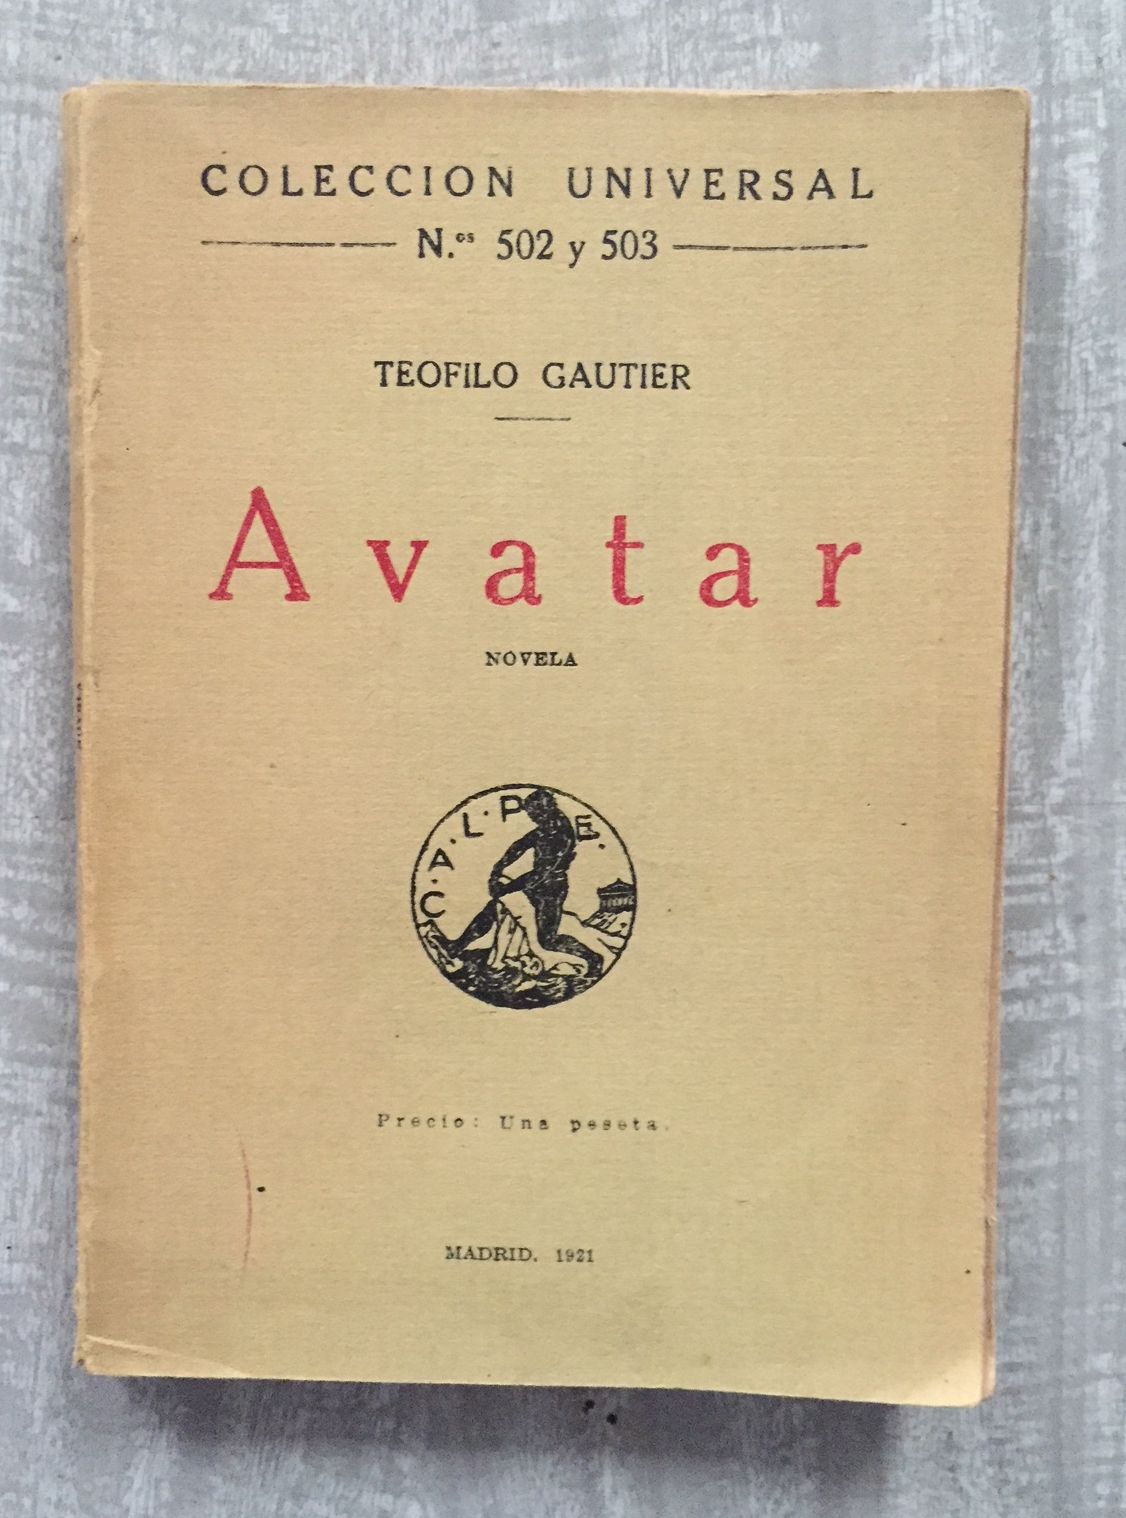 COLECCION UNIVERSAL
N.os 502 y 503
TEOFILO GAUTIER
Avatar
NOVELA
C.A.L.P.E.
Precio: Una peseta.
MADRID. 1921